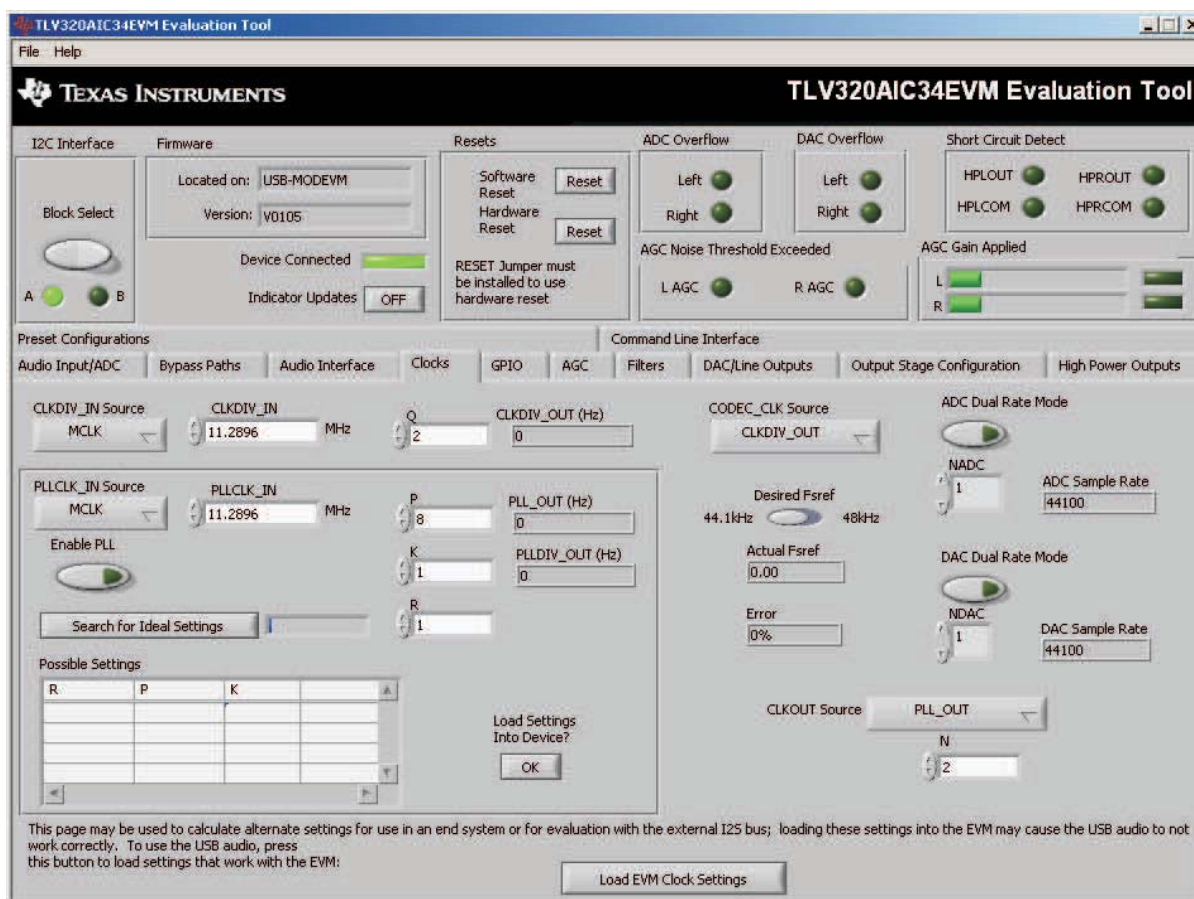 TLV320AIC34EVM Evaluation Tool
File Help
TEXAS INSTRUMENTS
TLV320AIC34EVM Evaluation Tool
I2C Interface
Block Select
A B
Firmware
Located on: USB-MODEVM
Version: V0105
Device Connected
Indicator Updates OFF
Resets
Software Reset Reset
Hardware Reset Reset
RESET Jumper must
be installed to use
hardware reset
ADC Overflow
Left
Right
DAC Overflow
Left
Right
Short Circuit Detect
HPLOUT HPROUT
HPLCOM HPRCOM
AGC Noise Threshold Exceeded
L AGC R AGC
AGC Gain Applied
L
R
Preset Configurations Command Line Interface
Audio Input/ADC Bypass Paths Audio Interface Clocks GPIO AGC Filters DAC/Line Outputs Output Stage Configuration High Power Outputs
CLKDIV_IN Source
MCLK
CLKDIV_IN
11.2896 MHz
Q
2
CLKDIV_OUT (Hz)
0
PLLCLK_IN Source
MCLK
PLLCLK_IN
11.2896 MHz
P
8
PLL_OUT (Hz)
0
Enable PLL
K
1
PLLDIV_OUT (Hz)
0
R
1
Search for Ideal Settings
Possible Settings
R P K
Load Settings
Into Device?
OK
CODEC_CLK Source
CLKDIV_OUT
Desired Fsref
44.1kHz 48kHz
Actual Fsref
0.00
Error
0%
ADC Dual Rate Mode
NADC
1
ADC Sample Rate
44100
DAC Dual Rate Mode
NDAC
1
DAC Sample Rate
44100
CLKOUT Source PLL_OUT
N
2
This page may be used to calculate alternate settings for use in an end system or for evaluation with the external I2S bus; loading these settings into the EVM may cause the USB audio to not
work correctly. To use the USB audio, press
this button to load settings that work with the EVM:
Load EVM Clock Settings